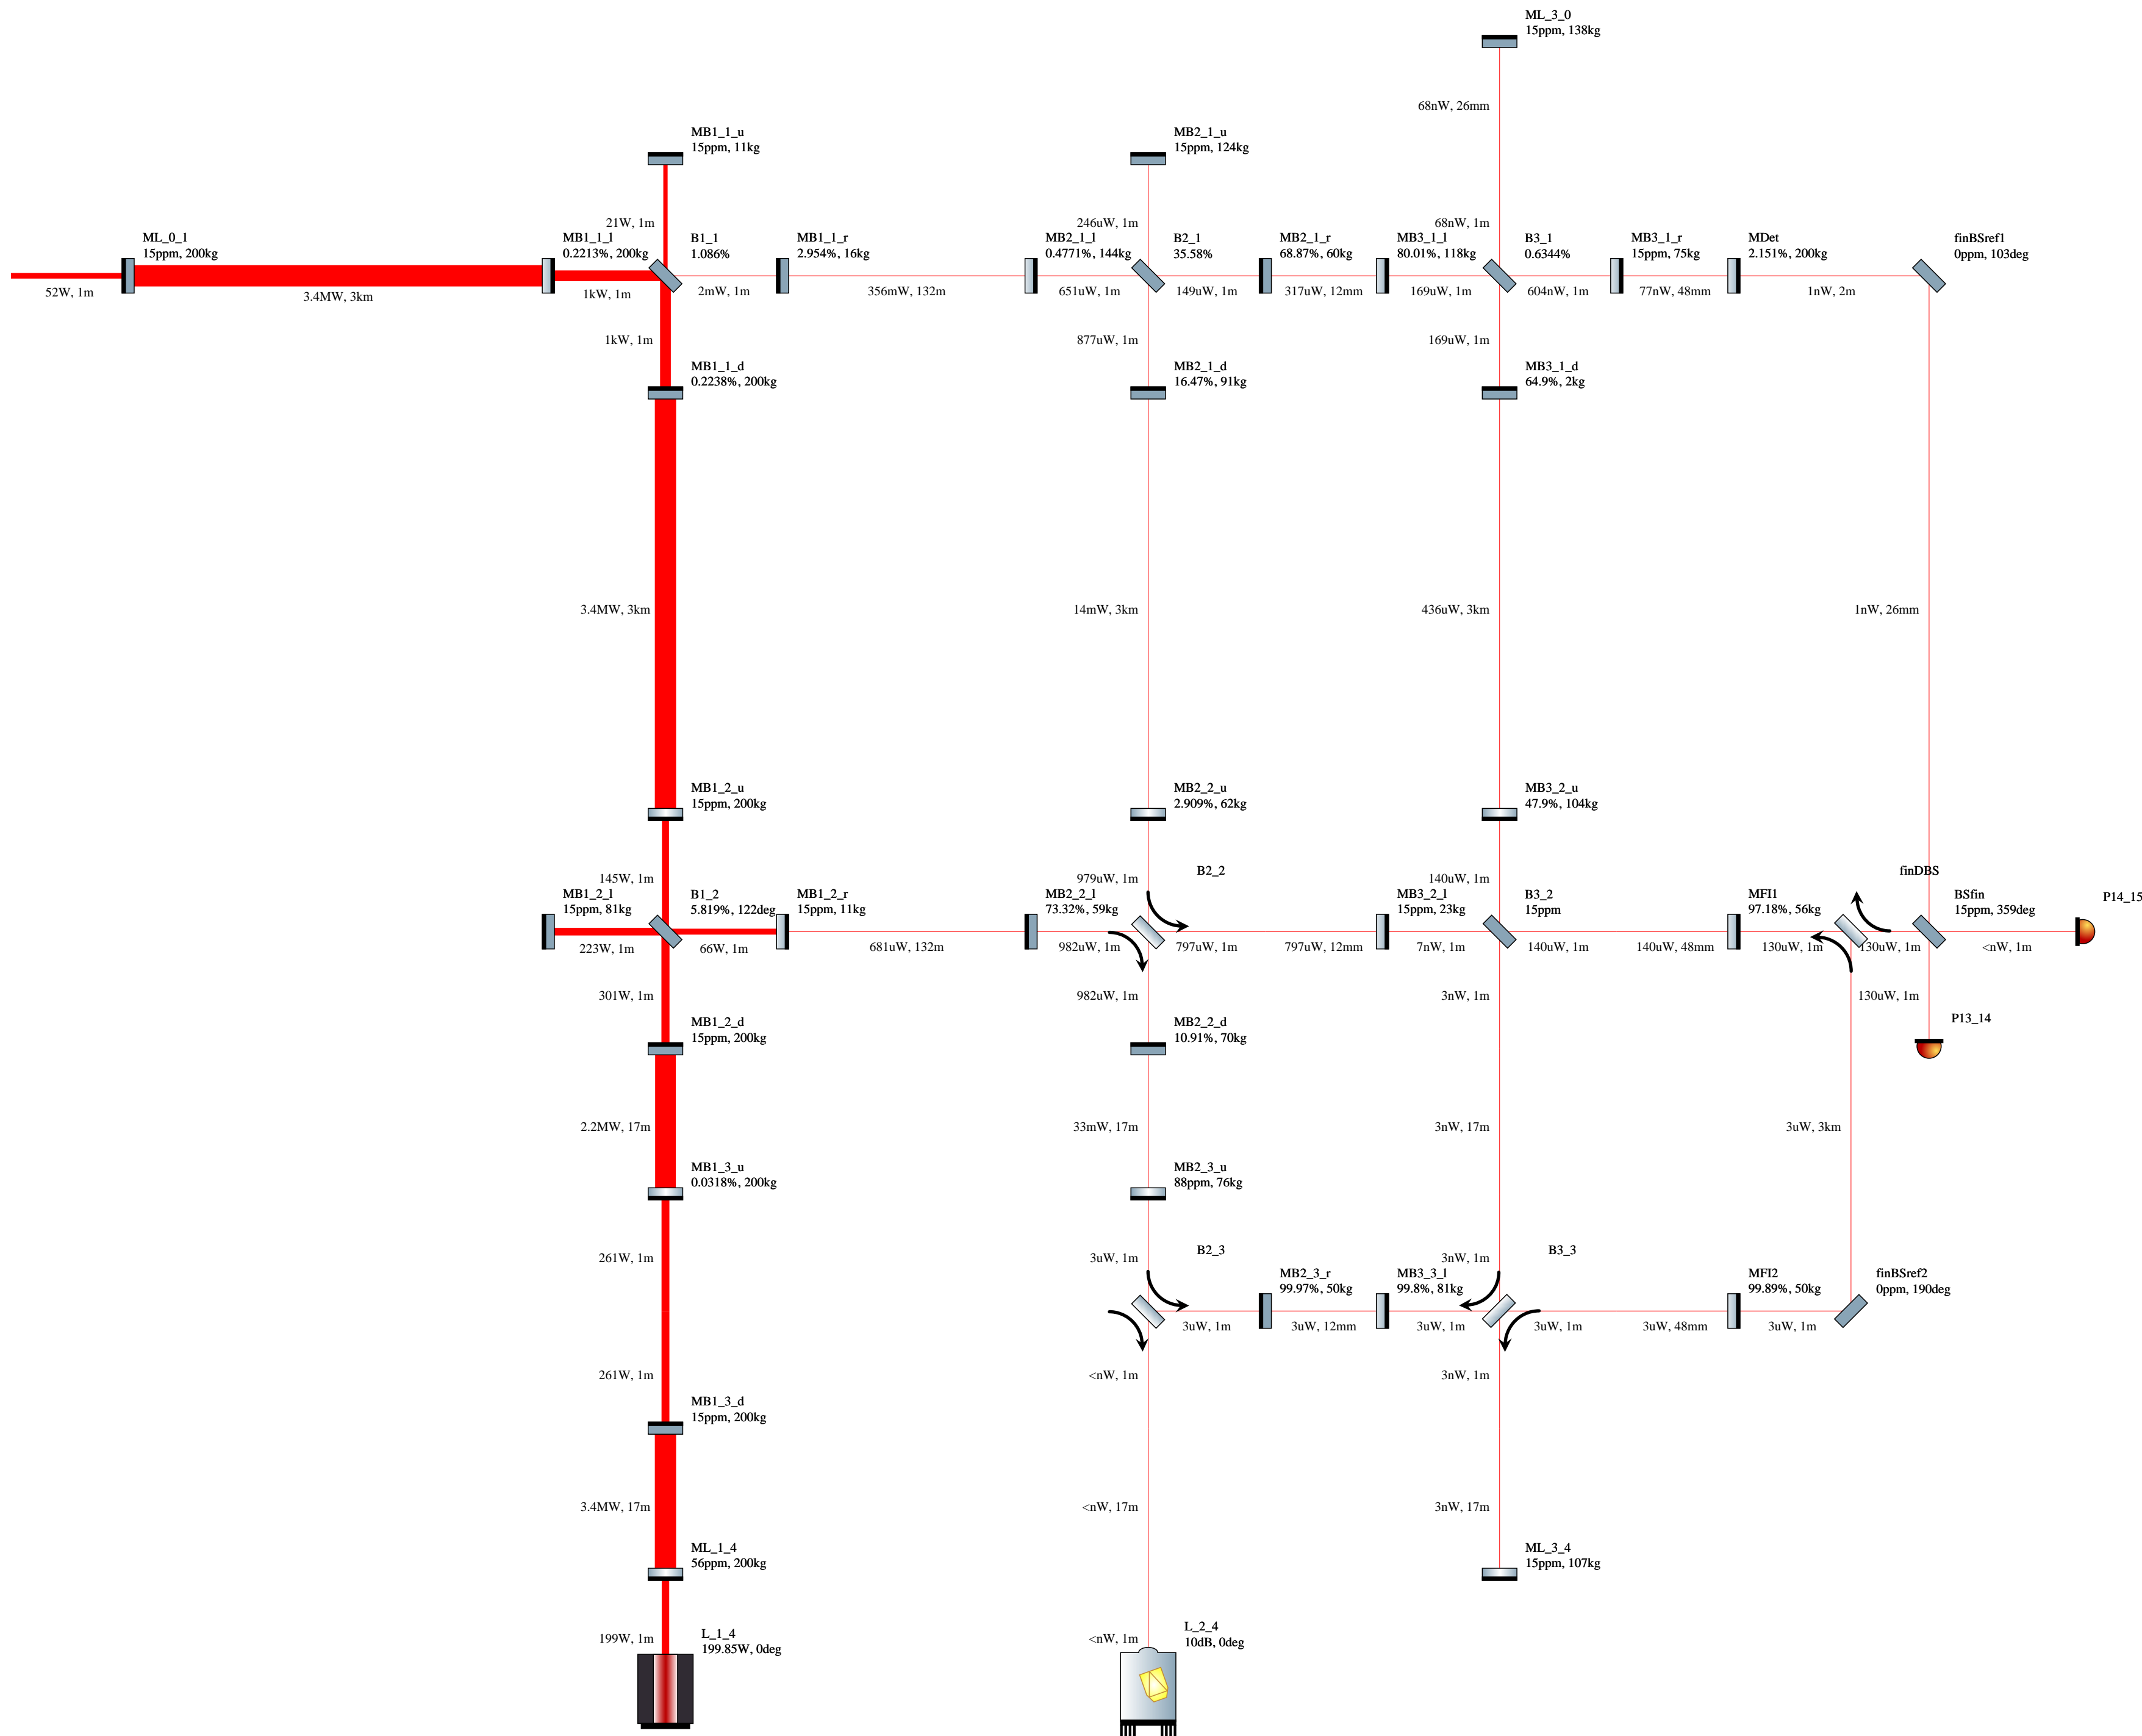 ML_3_0
15ppm, 138kg
68nW, 26mm
MB1_1_u
15ppm, 11kg
MB2_1_u
15ppm, 124kg
21W, 1m
246uW, 1m
68nW, 1m
ML_0_1
15ppm, 200kg
MB1_1_l
0.2213%, 200kg
B1_1
1.086%
MB1_1_r
2.954%, 16kg
MB2_1_l
0.4771%, 144kg
B2_1
35.58%
MB2_1_r
68.87%, 60kg
MB3_1_l
80.01%, 118kg
B3_1
0.6344%
MB3_1_r
15ppm, 75kg
MDet
2.151%, 200kg
finBSref1
0ppm, 103deg
52W, 1m
3.4MW, 3km
1kW, 1m
2mW, 1m
356mW, 132m
651uW, 1m
149uW, 1m
317uW, 12mm
169uW, 1m
604nW, 1m
77nW, 48mm
1nW, 2m
1kW, 1m
877uW, 1m
169uW, 1m
MB1_1_d
0.2238%, 200kg
MB2_1_d
16.47%, 91kg
MB3_1_d
64.9%, 2kg
3.4MW, 3km
14mW, 3km
436uW, 3km
1nW, 26mm
MB1_2_u
15ppm, 200kg
MB2_2_u
2.909%, 62kg
MB3_2_u
47.9%, 104kg
145W, 1m
979uW, 1m
B2_2
140uW, 1m
finDBS
MB1_2_l
15ppm, 81kg
B1_2
5.819%, 122deg
MB1_2_r
15ppm, 11kg
MB2_2_l
73.32%, 59kg
MB3_2_l
15ppm, 23kg
B3_2
15ppm
MFI1
97.18%, 56kg
BSfin
15ppm, 359deg
P14_15
223W, 1m
66W, 1m
681uW, 132m
982uW, 1m
797uW, 1m
797uW, 12mm
7nW, 1m
140uW, 1m
140uW, 48mm
130uW, 1m
130uW, 1m
<nW, 1m
301W, 1m
982uW, 1m
3nW, 1m
130uW, 1m
P13_14
MB1_2_d
15ppm, 200kg
MB2_2_d
10.91%, 70kg
2.2MW, 17m
33mW, 17m
3nW, 17m
3uW, 3km
MB1_3_u
0.0318%, 200kg
MB2_3_u
88ppm, 76kg
261W, 1m
3uW, 1m
B2_3
3nW, 1m
B3_3
MB2_3_r
99.97%, 50kg
MB3_3_l
99.8%, 81kg
MFI2
99.89%, 50kg
finBSref2
0ppm, 190deg
3uW, 1m
3uW, 12mm
3uW, 1m
3uW, 1m
3uW, 48mm
3uW, 1m
261W, 1m
<nW, 1m
3nW, 1m
MB1_3_d
15ppm, 200kg
3.4MW, 17m
<nW, 17m
3nW, 17m
ML_1_4
56ppm, 200kg
ML_3_4
15ppm, 107kg
199W, 1m
L_1_4
199.85W, 0deg
<nW, 1m
L_2_4
10dB, 0deg